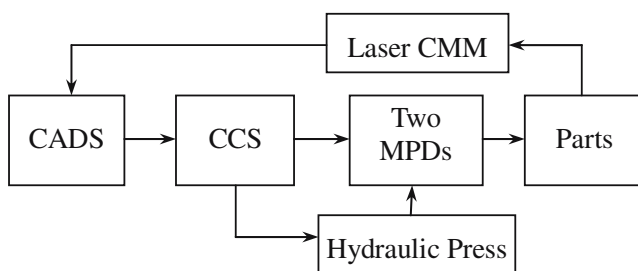 Laser CMM
CADS
CCS
Two
MPDs
Parts
Hydraulic Press